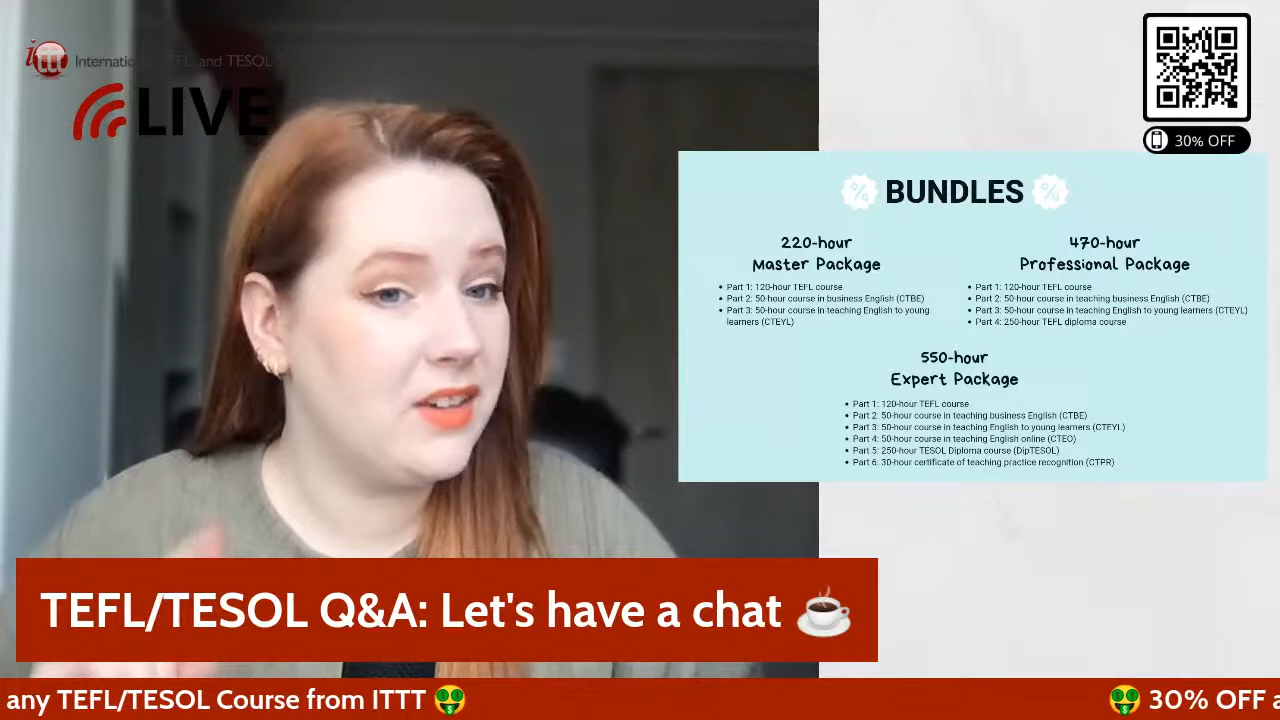 ittt International TEFL and TESOL
LIVE
30% OFF
BUNDLES
220-hour
Master Package
Part 1: 120-hour TEFL course
Part 2: 50-hour course in business English (CTBE)
Part 3: 50-hour course in teaching English to young
learners (CTEYL)
470-hour
Professional Package
Part 1: 120-hour TEFL course
Part 2: 50-hour course in teaching business English (CTBE)
Part 3: 50-hour course in teaching English to young learners (CTEYL)
Part 4: 250-hour TEFL diploma course
550-hour
Expert Package
Part 1: 120-hour TEFL course
Part 2: 50-hour course in teaching business English (CTBE)
Part 3: 50-hour course in teaching English to young learners (CTEYL)
Part 4: 50-hour course in teaching English online (CTEO)
Part 5: 250-hour TESOL Diploma course (DipTESOL)
Part 6: 30-hour certificate of teaching practice recognition (CTPR)
TEFL/TESOL Q&A: Let's have a chat ☕
any TEFL/TESOL Course from ITTT 🤑 🤑 30% OFF a